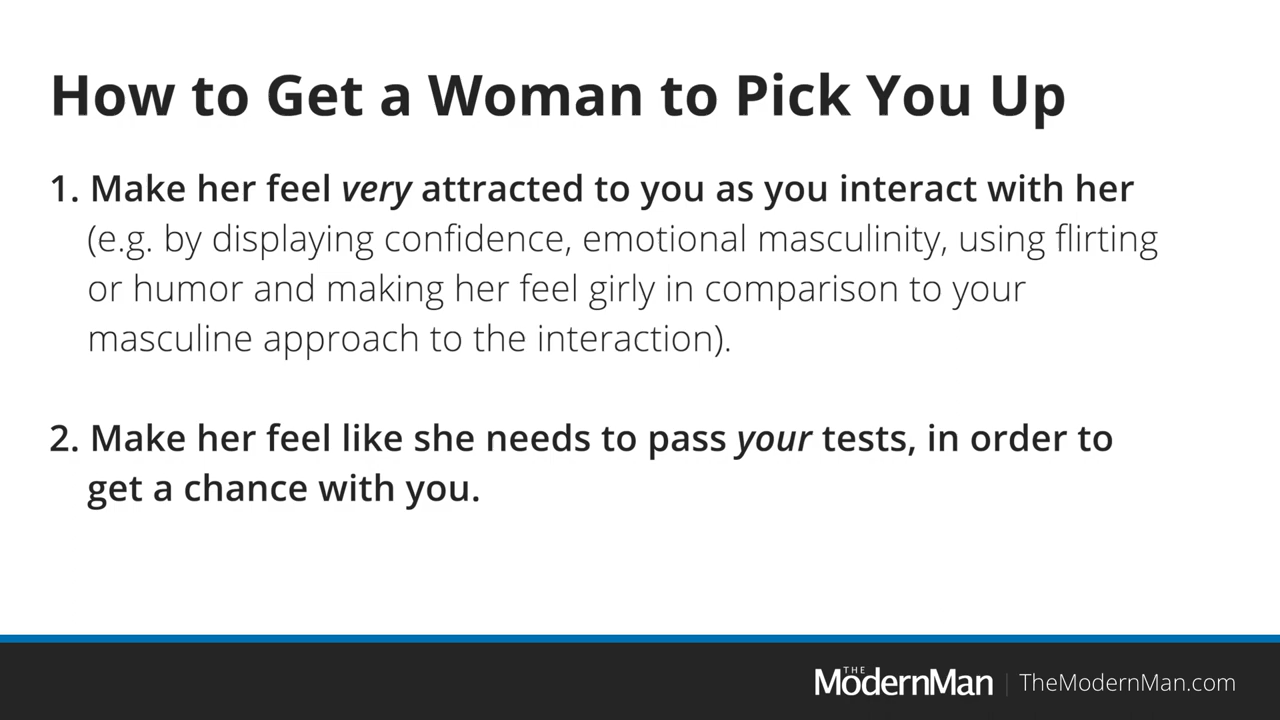 How to Get a Woman to Pick You Up
1. Make her feel very attracted to you as you interact with her
(e.g. by displaying confidence, emotional masculinity, using flirting
or humor and making her feel girly in comparison to your
masculine approach to the interaction).
2. Make her feel like she needs to pass your tests, in order to
get a chance with you.
THE
ModernMan | TheModernMan.com